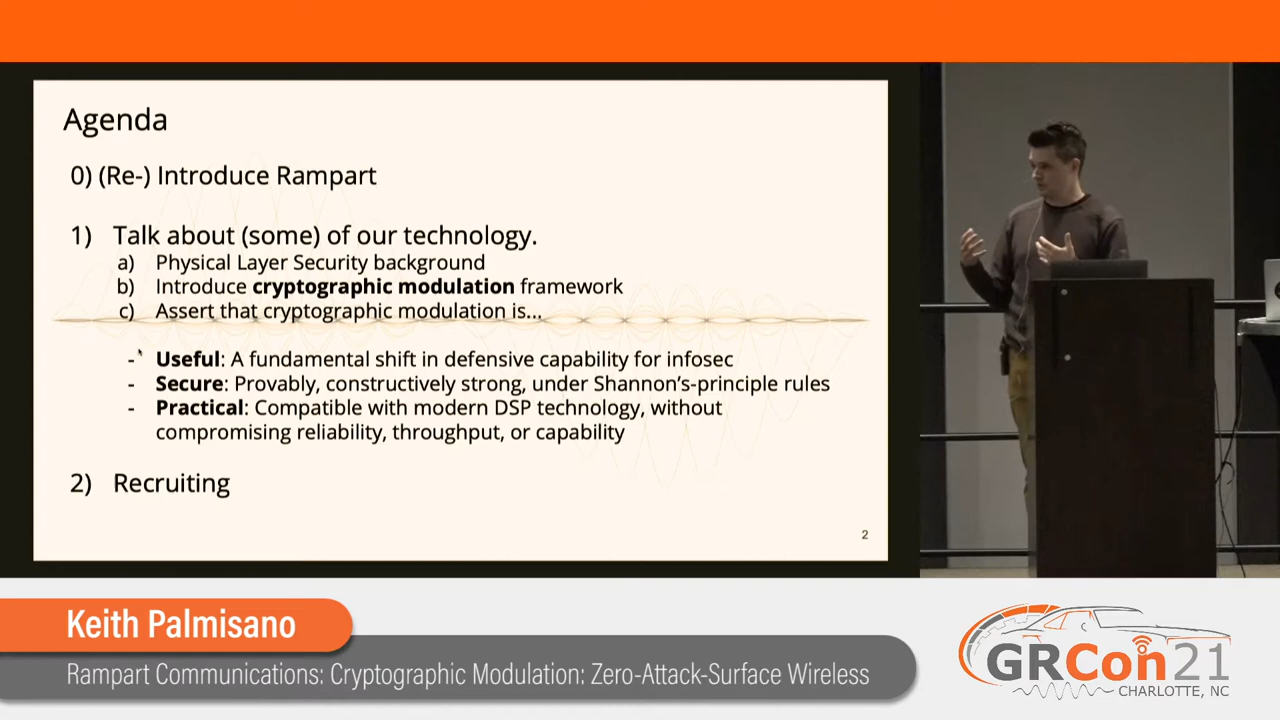 Agenda
0) (Re-) Introduce Rampart
1) Talk about (some) of our technology.
a) Physical Layer Security background
b) Introduce cryptographic modulation framework
c) Assert that cryptographic modulation is...
- Useful: A fundamental shift in defensive capability for infosec
- Secure: Provably, constructively strong, under Shannon's-principle rules
- Practical: Compatible with modern DSP technology, without
compromising reliability, throughput, or capability
2) Recruiting
2
Keith Palmisano
Rampart Communications: Cryptographic Modulation: Zero-Attack-Surface Wireless
GRCon21
CHARLOTTE, NC